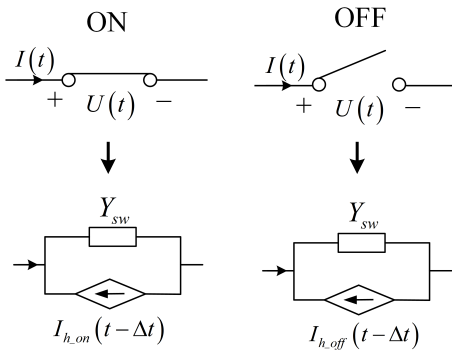 ON
OFF
I(t)
I(t)
+ U(t) −
+ U(t) −
Y_sw
Y_sw
I_h_on(t−Δt)
I_h_off(t−Δt)